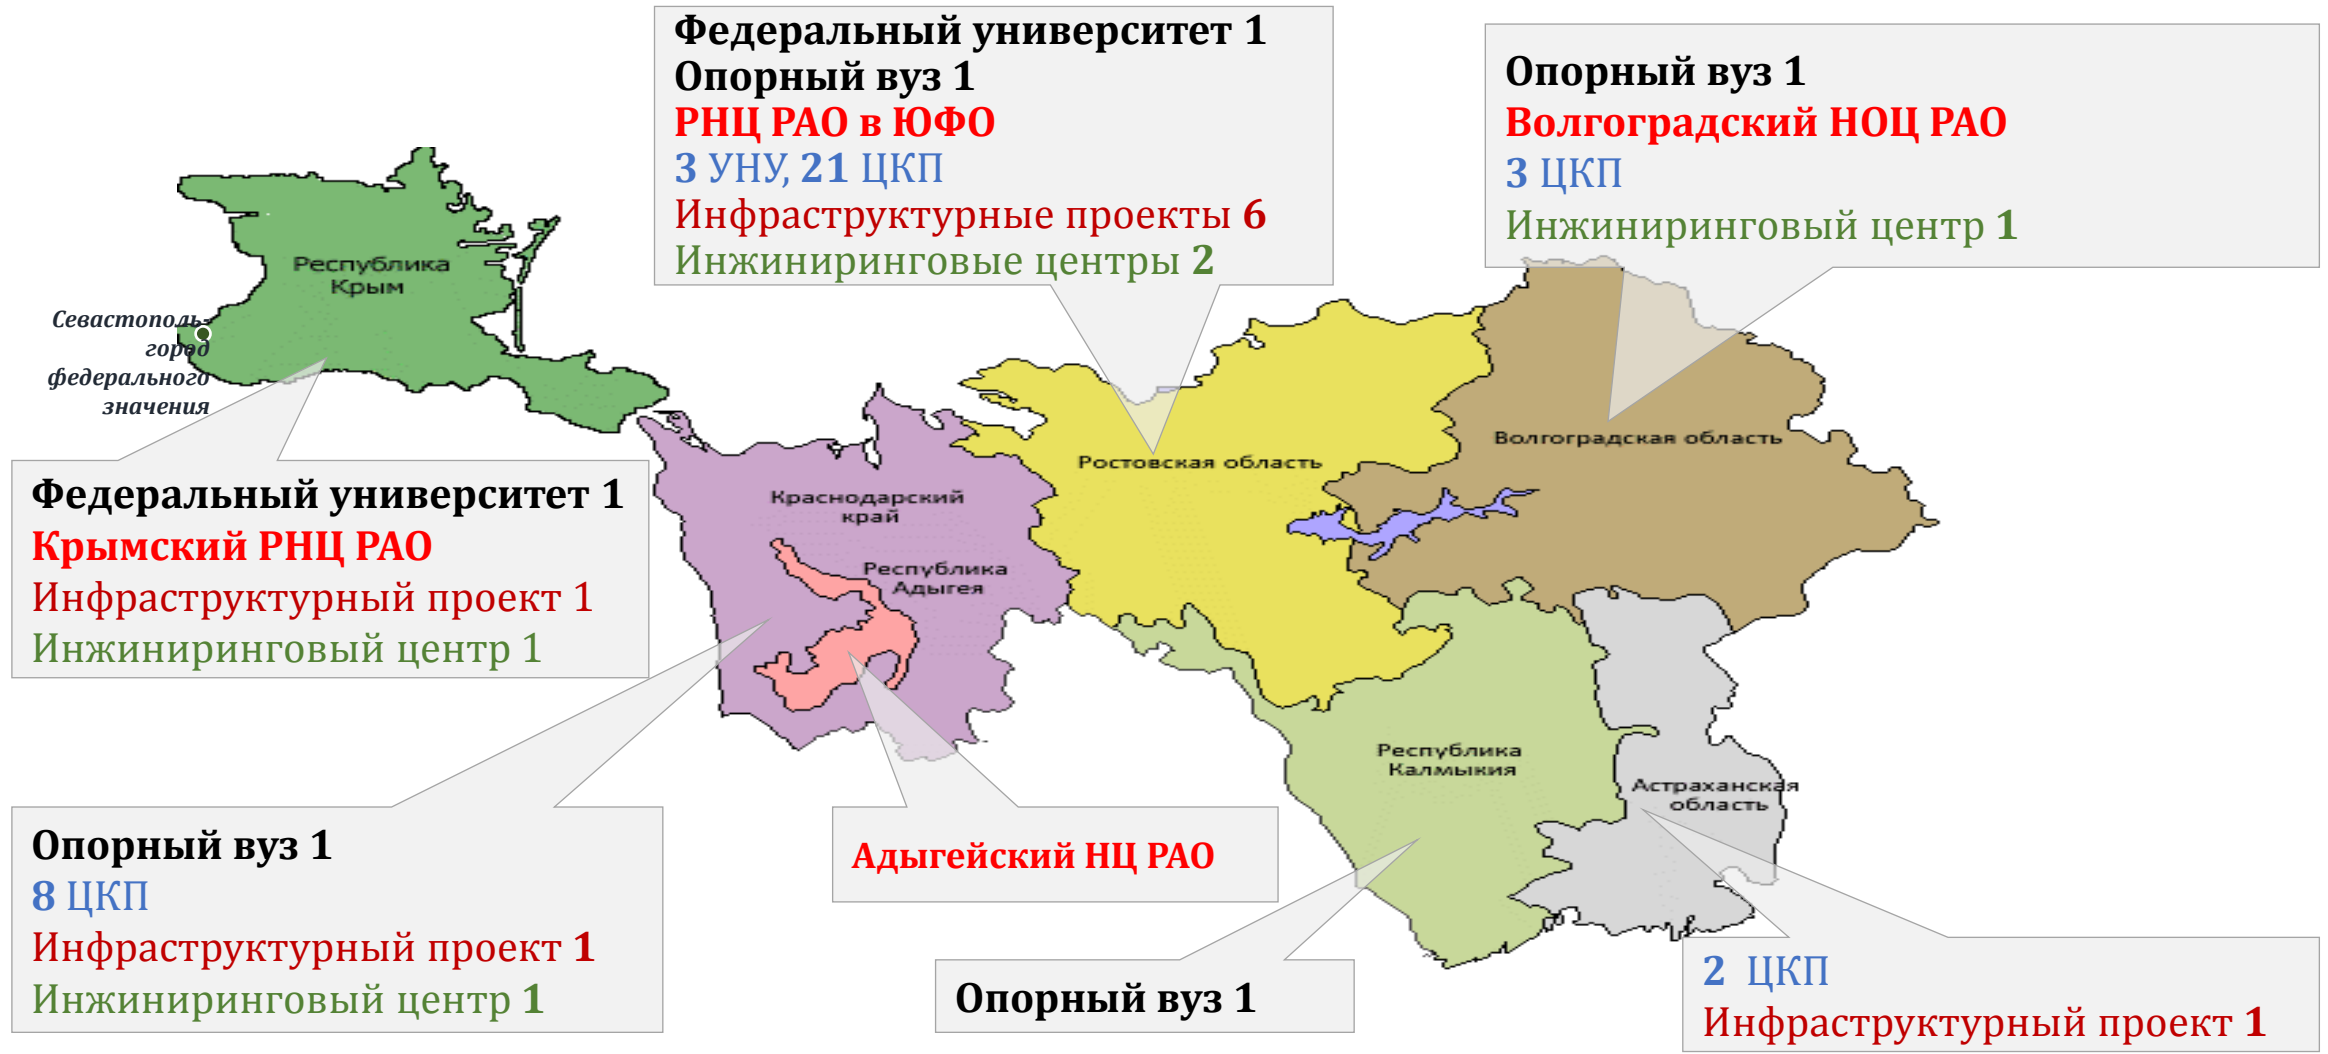 Федеральный университет 1
Опорный вуз 1
РНЦ РАО в ЮФО
3 УНУ, 21 ЦКП
Инфраструктурные проекты 6
Инжиниринговые центры 2
Опорный вуз 1
Волгоградский НОЦ РАО
3 ЦКП
Инжиниринговый центр 1
Республика
Крым
Севастополь-
город
федерального
значения
Ростовская область
Волгоградская область
Федеральный университет 1
Крымский РНЦ РАО
Инфраструктурный проект 1
Инжиниринговый центр 1
Краснодарский
край
Республика
Адыгея
Республика
Калмыкия
Астраханская
область
Опорный вуз 1
8 ЦКП
Инфраструктурный проект 1
Инжиниринговый центр 1
Адыгейский НЦ РАО
Опорный вуз 1
2 ЦКП
Инфраструктурный проект 1